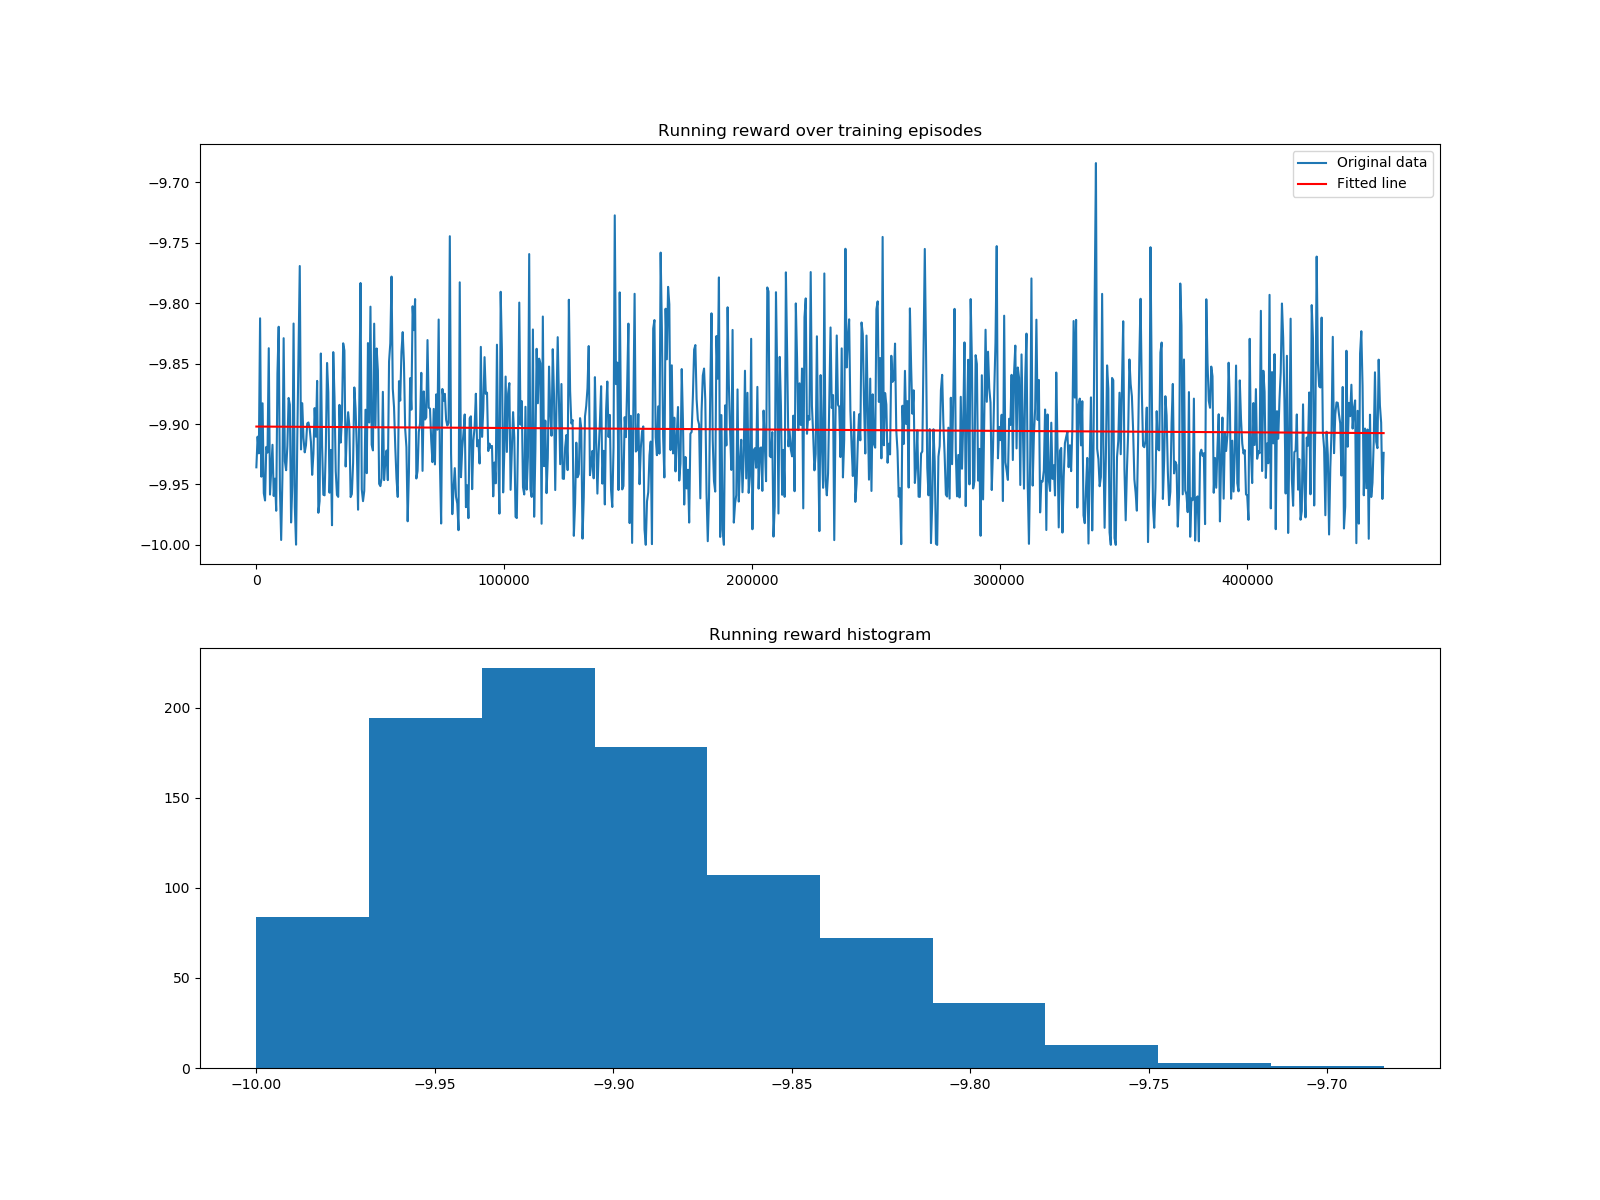 Running reward over training episodes
Original data
Fitted line
−9.70
−9.75
−9.80
−9.85
−9.90
−9.95
−10.00
0 100000 200000 300000 400000
Running reward histogram
200
150
100
50
0
−10.00 −9.95 −9.90 −9.85 −9.80 −9.75 −9.70